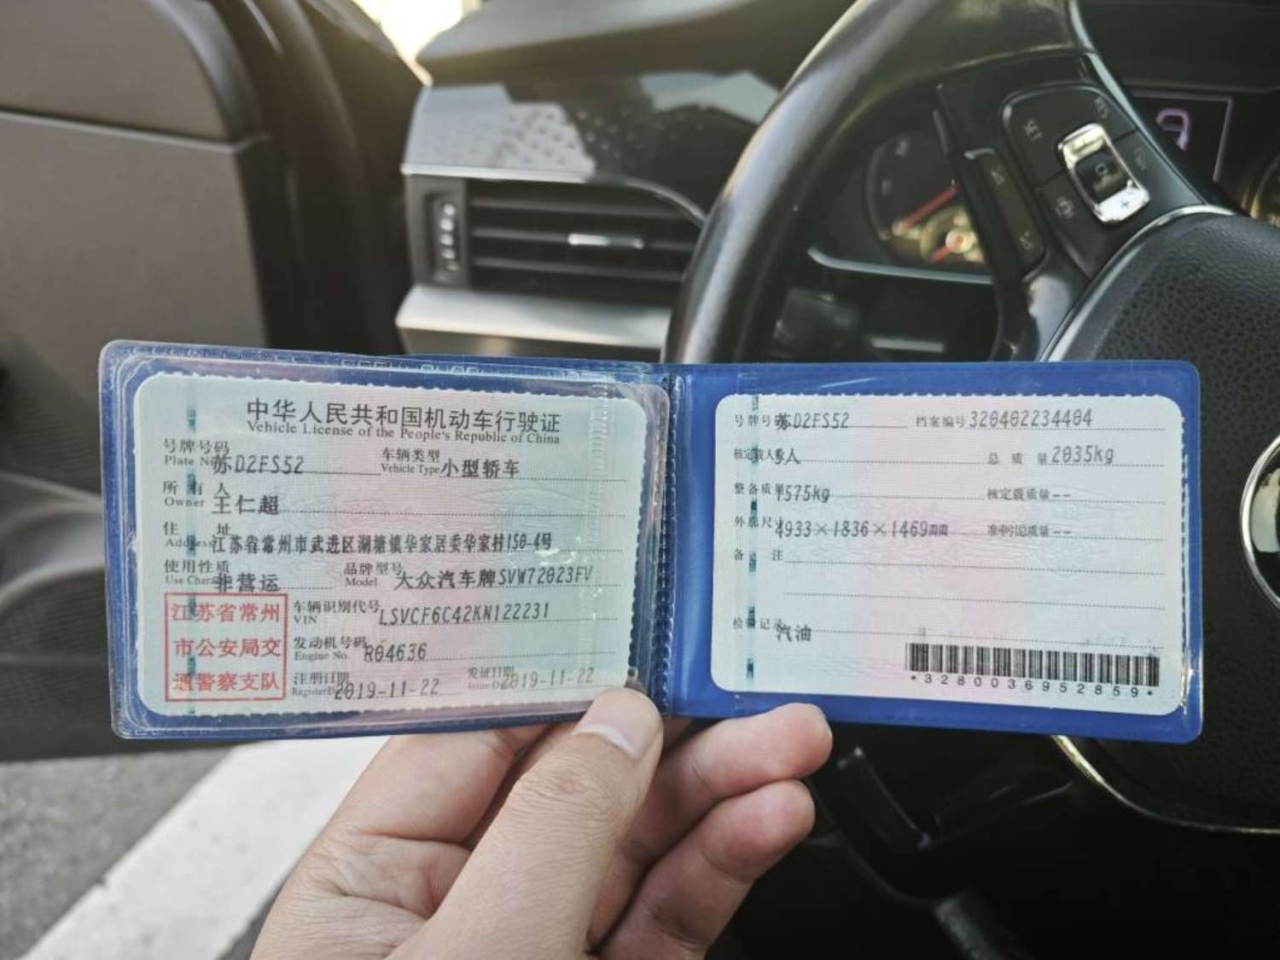 中华人民共和国机动车行驶证
Vehicle License of the People's Republic of China
号牌号码 苏D2FS52 车辆类型 小型轿车
Plate No. Vehicle Type
所有人 王仁超
Owner
住址 江苏省常州市武进区湖塘镇华家居委华家村150-4号
Address
使用性质 非营运 品牌型号 大众汽车牌SVW72023FV
Use Character Model
江苏省常州
市公安局交
通警察支队
车辆识别代号 LSVCF6C42KN122231
VIN
发动机号码 R04636
Engine No.
注册日期 2019-11-22 发证日期 2019-11-22
Register Date Issue Date
号牌号码 苏D2FS52 档案编号 320402234404
核定载人数 5人 总质量 2035kg
整备质量 1575kg 核定载质量 --
外廓尺寸 4933×1836×1469mm 准牵引总质量 --
备注
检验记录 汽油
*3280036952859*